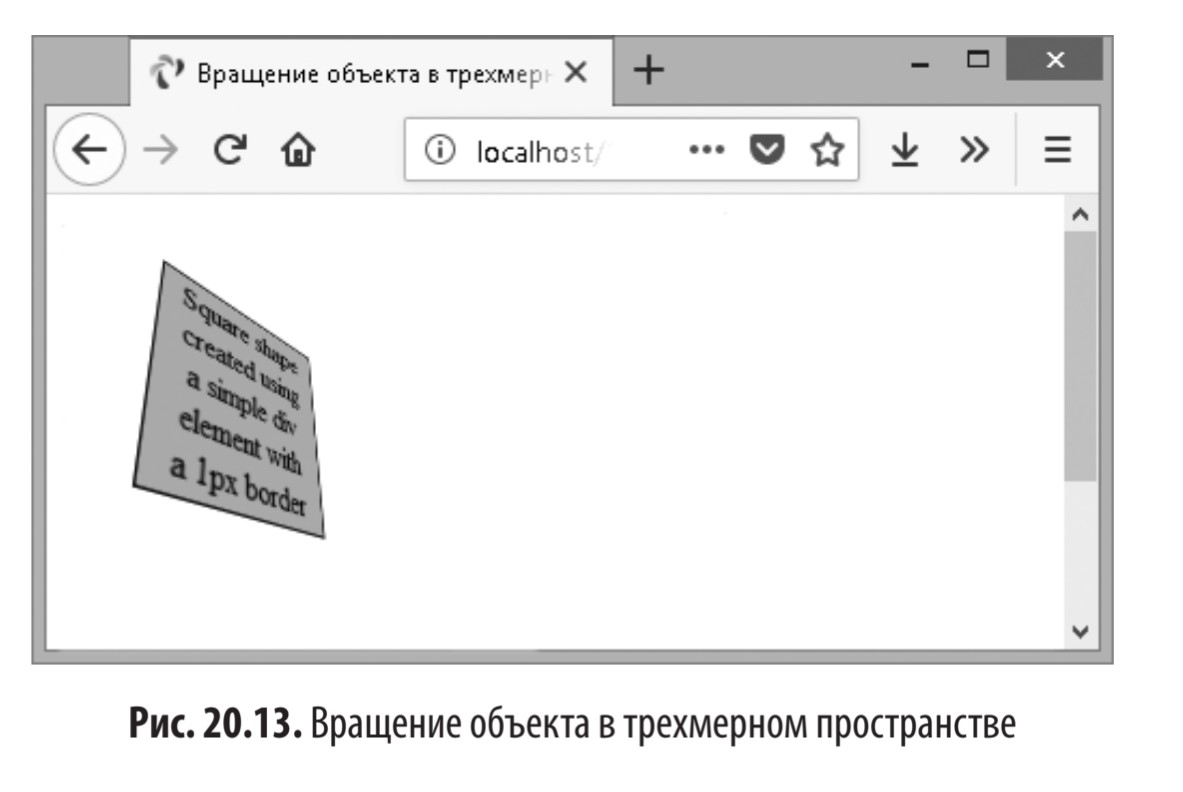 Вращение объекта в трехмерн
localhost/
Square shape
created using
a simple div
element with
a 1px border
Рис. 20.13. Вращение объекта в трехмерном пространстве